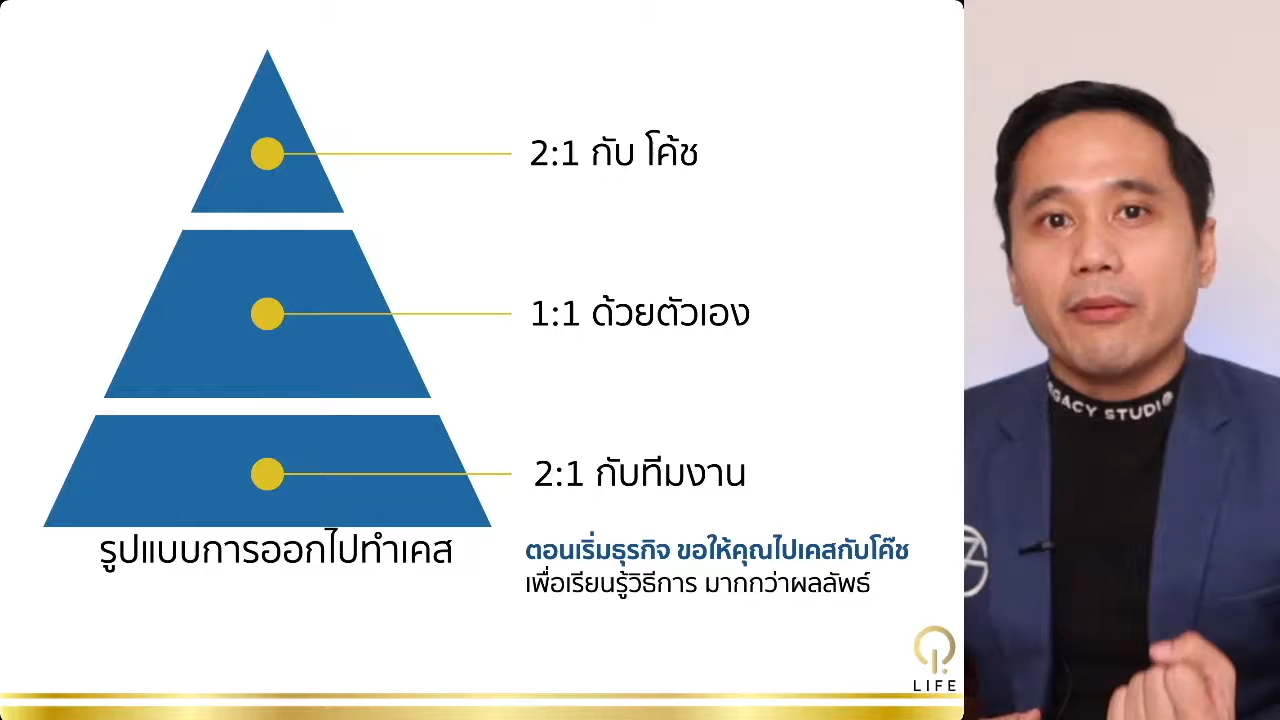 2:1 กับ โค้ช
1:1 ด้วยตัวเอง
2:1 กับทีมงาน
รูปแบบการออกไปทำเคส
ตอนเริ่มธุรกิจ ขอให้คุณไปเคสกับโค๊ช
เพื่อเรียนรู้วิธีการ มากกว่าผลลัพธ์
LIFE
EGACY STUDIO